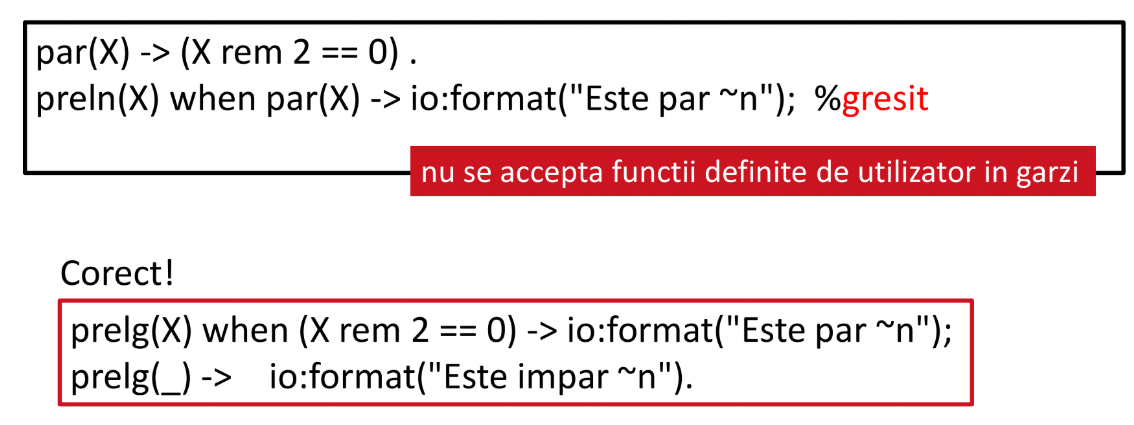 par(X) -> (X rem 2 == 0) .
preln(X) when par(X) -> io:format("Este par ~n");  %gresit
nu se accepta functii definite de utilizator in garzi
Corect!
prelg(X) when (X rem 2 == 0) -> io:format("Este par ~n");
prelg(_) ->    io:format("Este impar ~n").